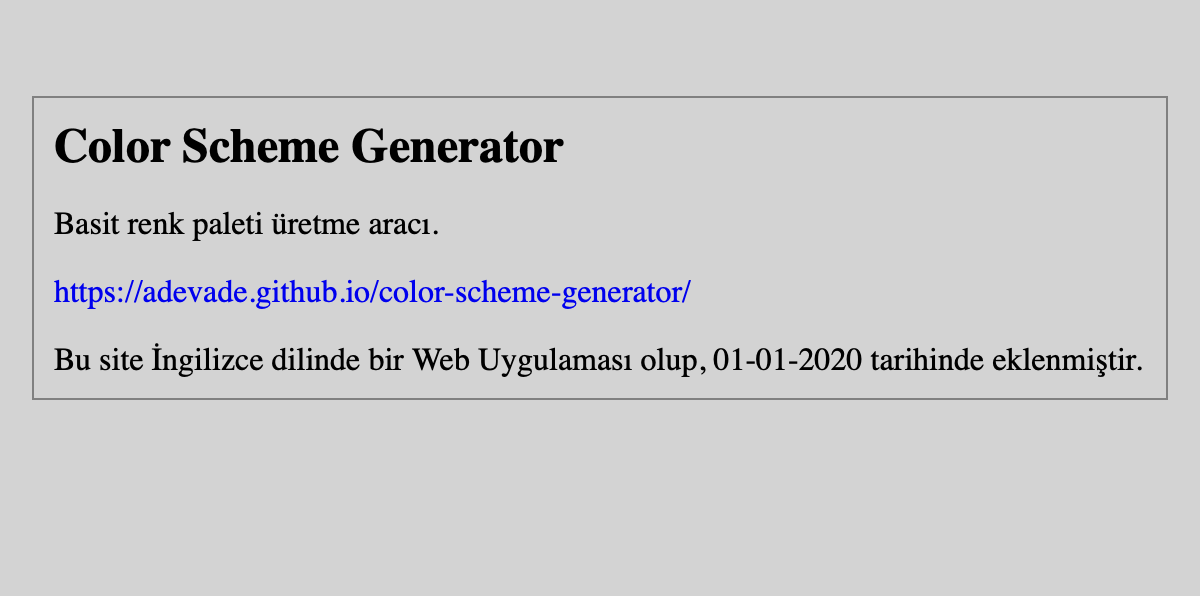 Color Scheme Generator
Basit renk paleti üretme aracı.
https://adevade.github.io/color-scheme-generator/
Bu site İngilizce dilinde bir Web Uygulaması olup, 01-01-2020 tarihinde eklenmiştir.